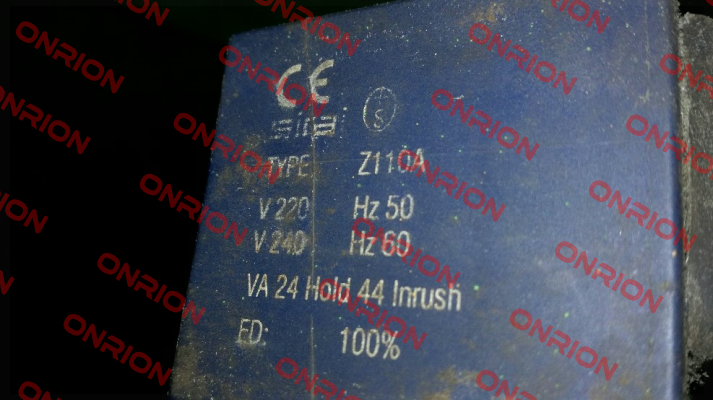 CE
sirai
S
TYPE Z110A
V 220 Hz 50
V 240 Hz 60
VA 24 Hold 44 Inrush
ED: 100%
ONRION